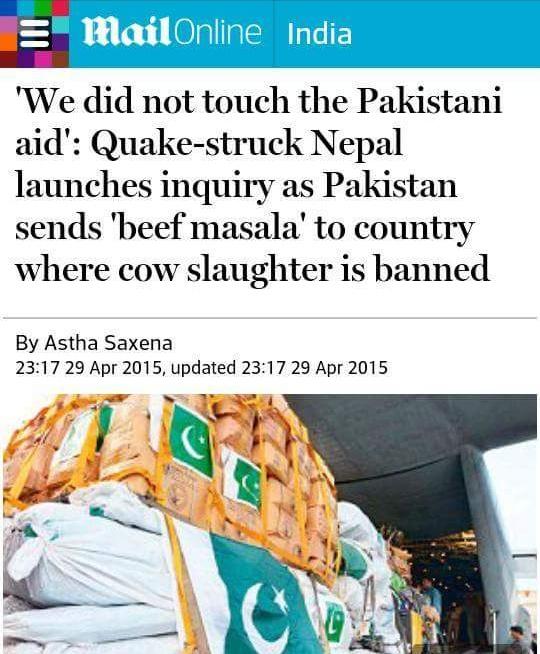 Mail Online India
'We did not touch the Pakistani
aid': Quake-struck Nepal
launches inquiry as Pakistan
sends 'beef masala' to country
where cow slaughter is banned
By Astha Saxena
23:17 29 Apr 2015, updated 23:17 29 Apr 2015